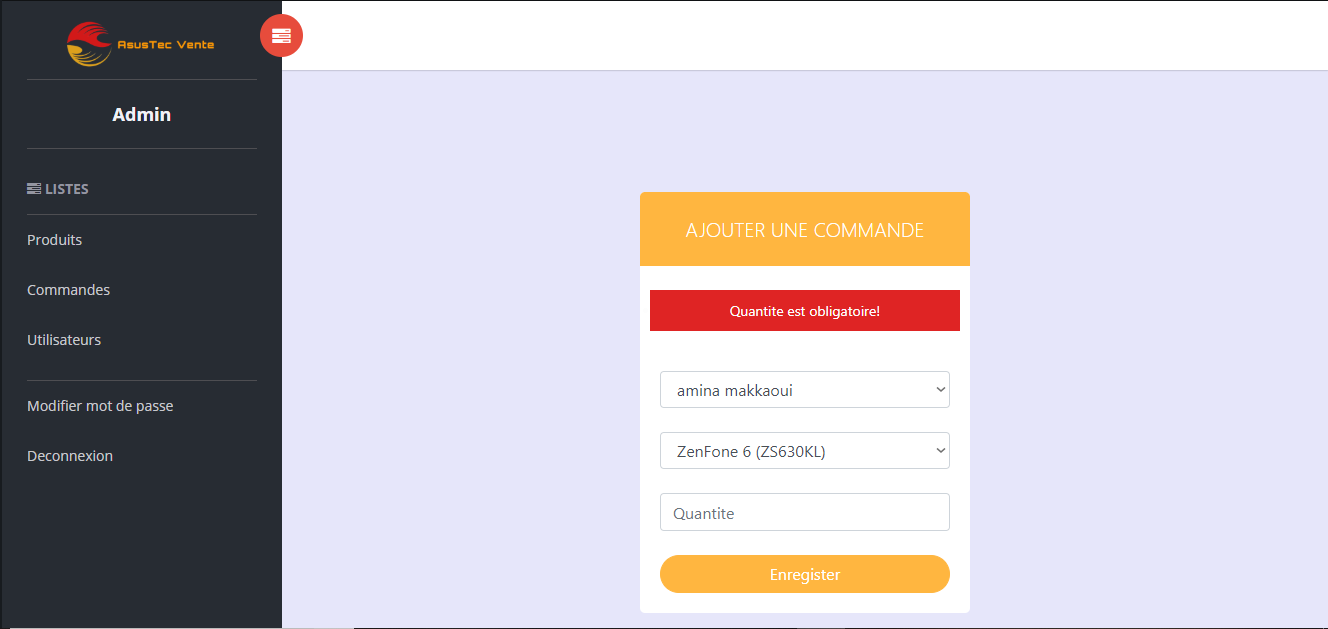 AsusTec Vente
Admin
LISTES
Produits
Commandes
Utilisateurs
Modifier mot de passe
Deconnexion
AJOUTER UNE COMMANDE
Quantite est obligatoire!
amina makkaoui
ZenFone 6 (ZS630KL)
Quantite
Enregister